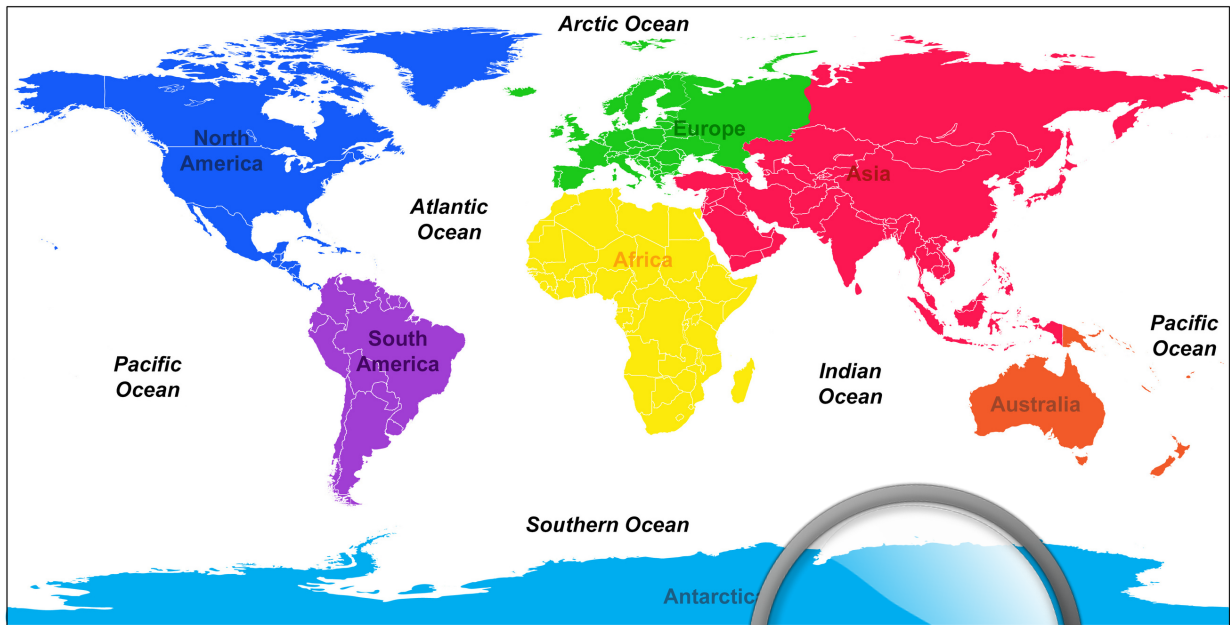 Arctic Ocean
North
America
Europe
Asia
Atlantic
Ocean
Africa
South
America
Pacific
Ocean
Indian
Ocean
Pacific
Ocean
Australia
Southern Ocean
Antarctic